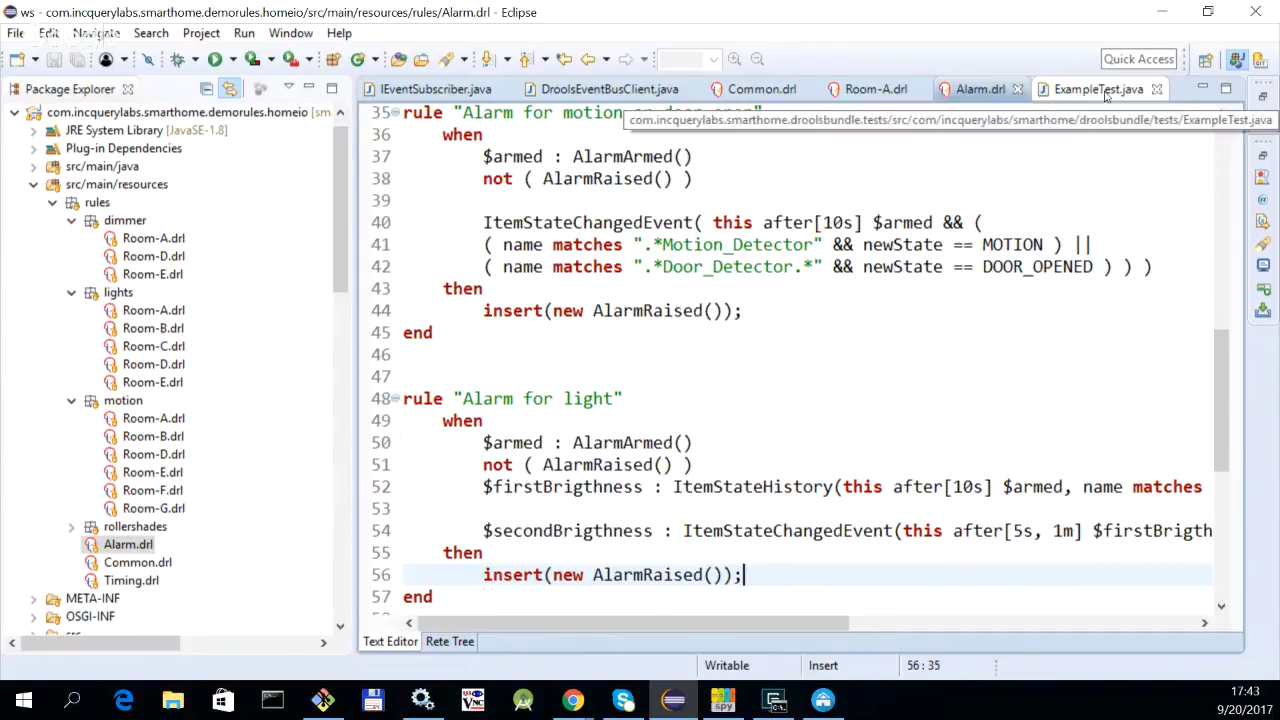 ws - com.incquerylabs.smarthome.demorules.homeio/src/main/resources/rules/Alarm.drl - Eclipse
File Edit Navigate Search Project Run Window Help
Quick Access
Package Explorer
com.incquerylabs.smarthome.demorules.homeio [sm
JRE System Library [JavaSE-1.8]
Plug-in Dependencies
src/main/java
src/main/resources
rules
dimmer
Room-A.drl
Room-D.drl
Room-E.drl
lights
Room-A.drl
Room-B.drl
Room-C.drl
Room-D.drl
Room-E.drl
motion
Room-A.drl
Room-B.drl
Room-D.drl
Room-E.drl
Room-F.drl
Room-G.drl
rollershades
Alarm.drl
Common.drl
Timing.drl
META-INF
OSGI-INF
IEventSubscriber.java DroolsEventBusClient.java Common.drl Room-A.drl Alarm.drl ExampleTest.java
com.incquerylabs.smarthome.droolsbundle.tests/src/com/incquerylabs/smarthome/droolsbundle/tests/ExampleTest.java
35 rule "Alarm for motion
36 when
37 $armed : AlarmArmed()
38 not ( AlarmRaised() )
39
40 ItemStateChangedEvent( this after[10s] $armed && (
41 ( name matches ".*Motion_Detector" && newState == MOTION ) ||
42 ( name matches ".*Door_Detector.*" && newState == DOOR_OPENED ) ) )
43 then
44 insert(new AlarmRaised());
45 end
46
47
48 rule "Alarm for light"
49 when
50 $armed : AlarmArmed()
51 not ( AlarmRaised() )
52 $firstBrigthness : ItemStateHistory(this after[10s] $armed, name matches
53
54 $secondBrigthness : ItemStateChangedEvent(this after[5s, 1m] $firstBrigth
55 then
56 insert(new AlarmRaised());
57 end
Text Editor Rete Tree
Writable Insert 56 : 35
17:43
9/20/2017